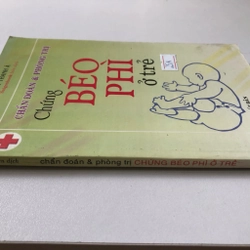 CHẨN ĐOÁN & PHÒNG TRỊ
Chứng
BÉO
PHÌ
ở trẻ
chẩn đoán & phòng trị CHỨNG BÉO PHÌ Ở TRẺ